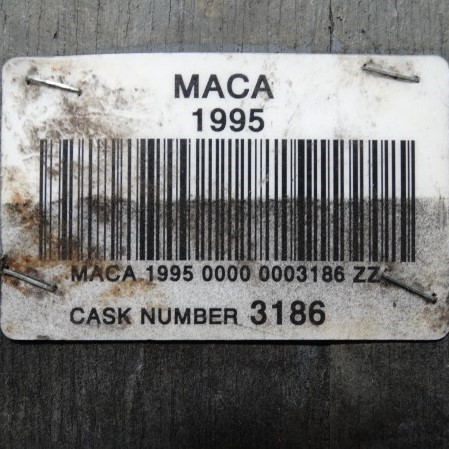 MACA
1995
MACA 1995 0000 0003186 ZZ
CASK NUMBER 3186